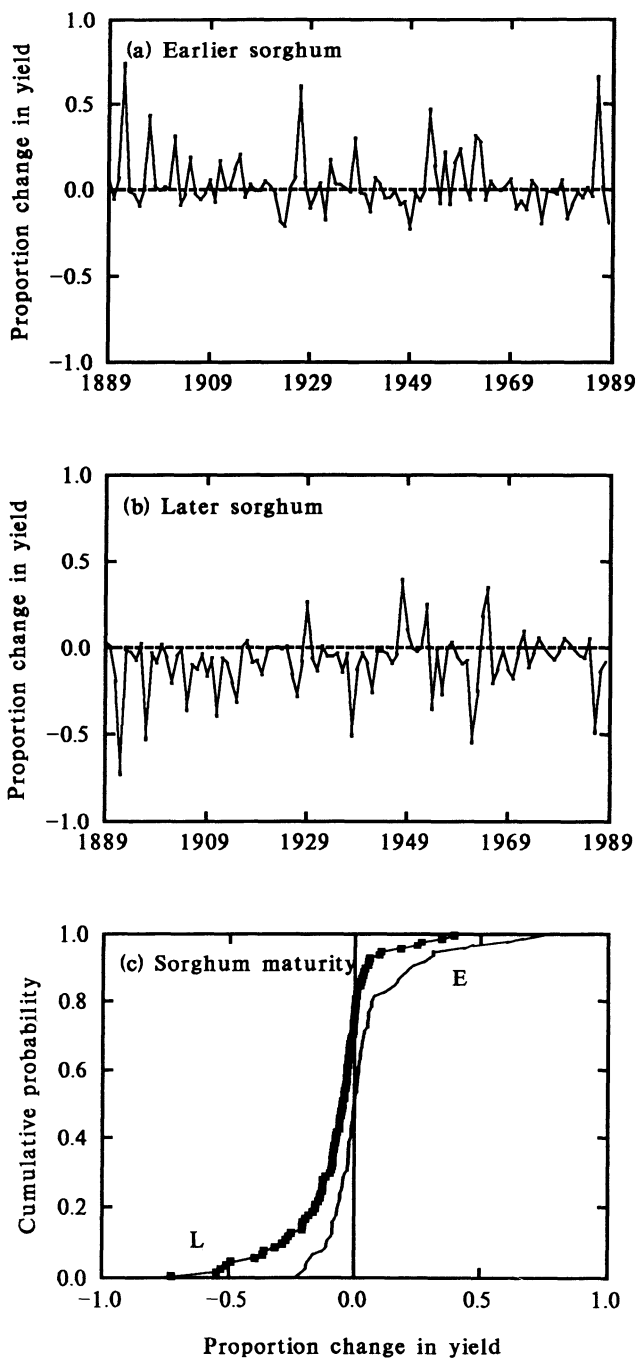 (a) Earlier sorghum
Proportion change in yield
1.0
0.5
0.0
−0.5
−1.0
1889 1909 1929 1949 1969 1989
(b) Later sorghum
Proportion change in yield
1.0
0.5
0.0
−0.5
−1.0
1889 1909 1929 1949 1969 1989
(c) Sorghum maturity
Cumulative probability
1.0
0.8
0.6
0.4
0.2
0.0
E
L
−1.0 −0.5 0.0 0.5 1.0
Proportion change in yield